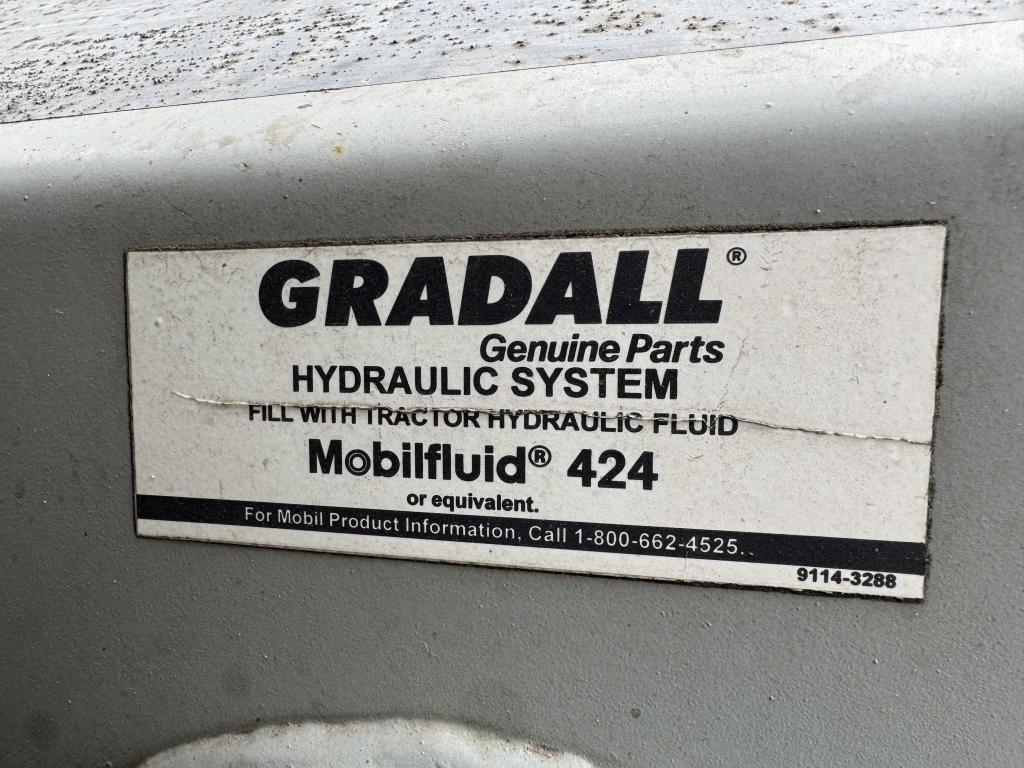 GRADALL®
Genuine Parts
HYDRAULIC SYSTEM
FILL WITH TRACTOR HYDRAULIC FLUID
Mobilfluid® 424
or equivalent.
For Mobil Product Information, Call 1-800-662-4525..
9114-3288